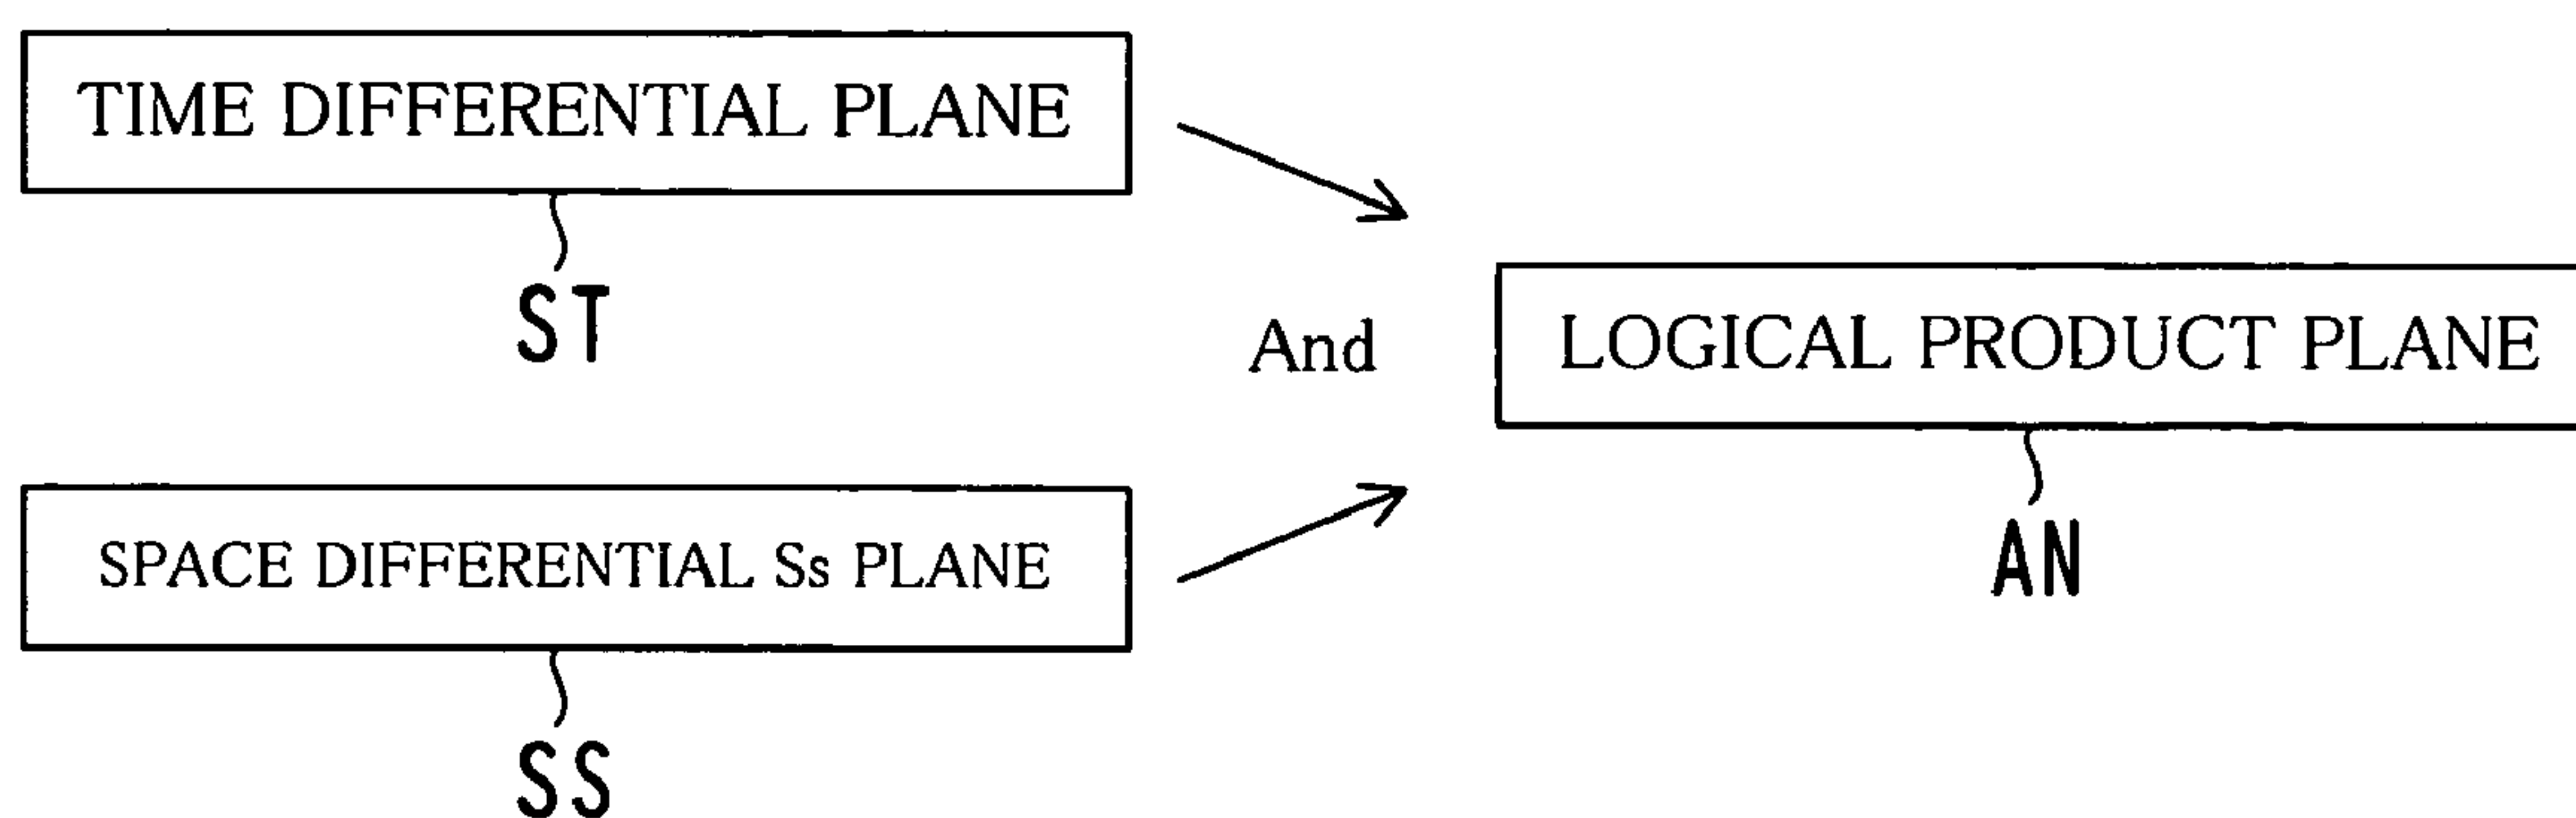 TIME DIFFERENTIAL PLANE
ST
And
LOGICAL PRODUCT PLANE
AN
SPACE DIFFERENTIAL Ss PLANE
SS